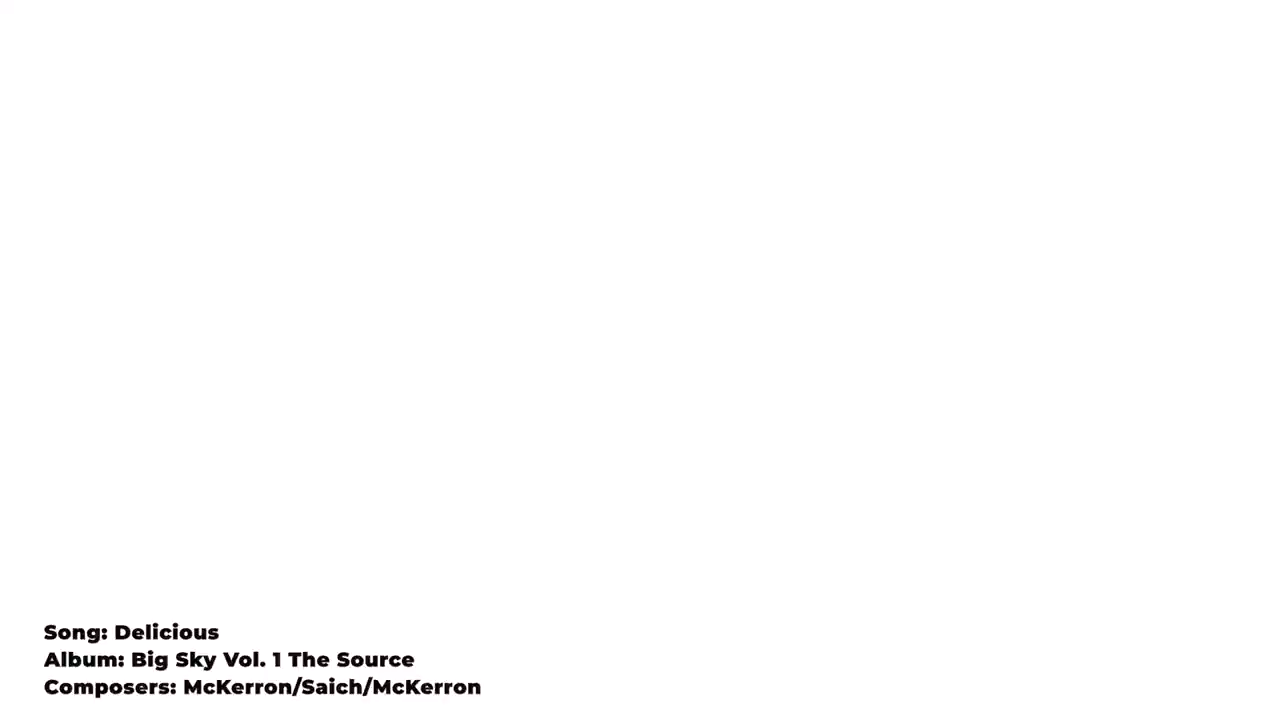 Song: Delicious
Album: Big Sky Vol. 1 The Source
Composers: McKerron/Saich/McKerron